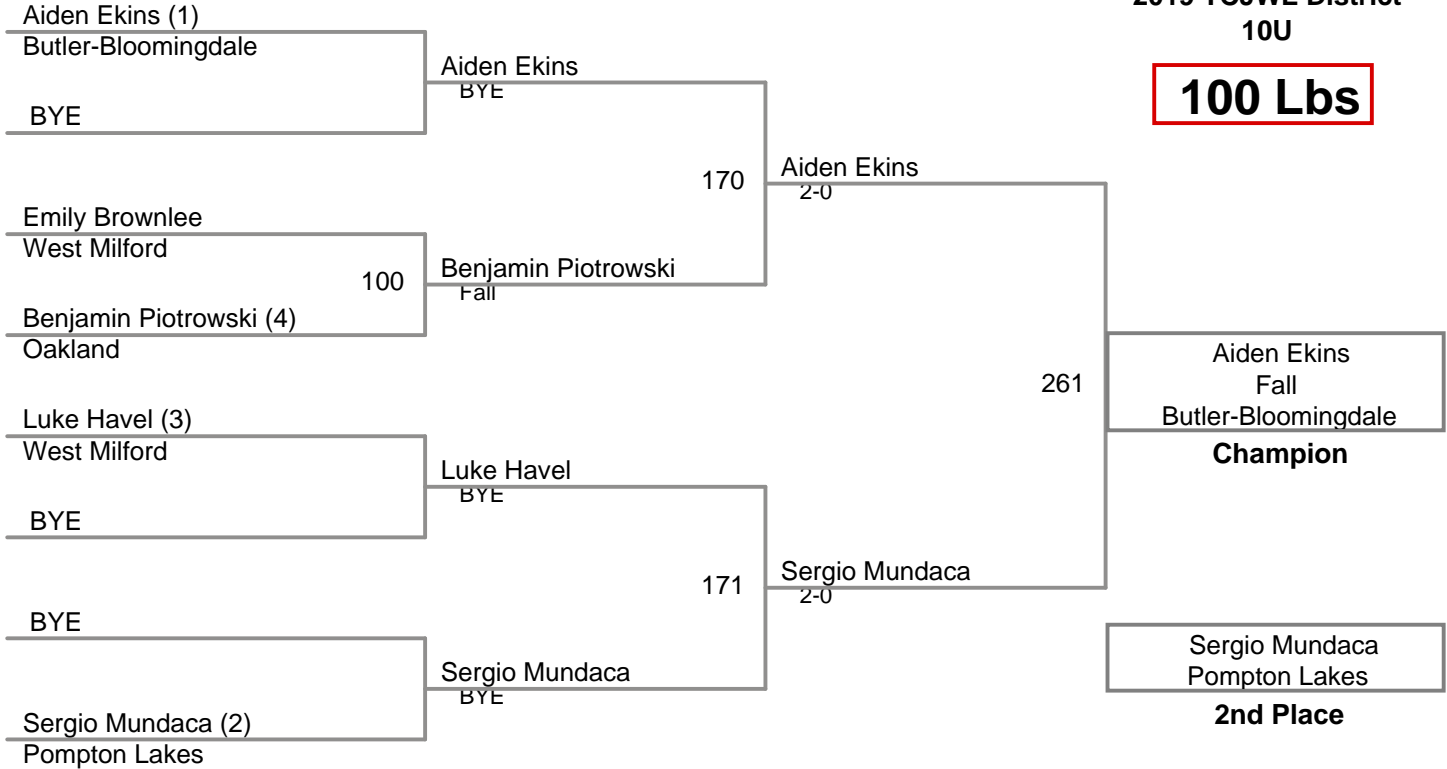 Aiden Ekins (1)
Butler-Bloomingdale
BYE
Emily Brownlee
West Milford
100
Benjamin Piotrowski (4)
Oakland
Luke Havel (3)
West Milford
BYE
BYE
Sergio Mundaca (2)
Pompton Lakes
Aiden Ekins
BYE
Benjamin Piotrowski
Fall
Luke Havel
BYE
Sergio Mundaca
BYE
170
171
Aiden Ekins
2-0
Sergio Mundaca
2-0
261
District
10U
100 Lbs
Aiden Ekins
Fall
Butler-Bloomingdale
Champion
Sergio Mundaca
Pompton Lakes
2nd Place